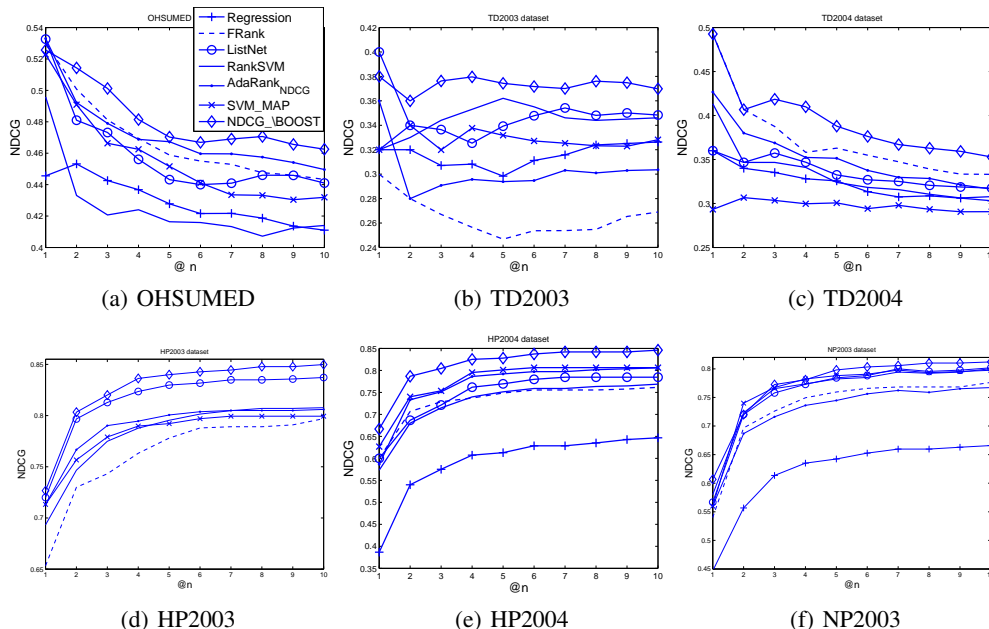 OHSUMED
Regression
FRank
ListNet
RankSVM
AdaRankNDCG
SVM_MAP
NDCG_\BOOST
0.54
0.52
0.5
0.48
0.46
0.44
0.42
0.4
NDCG
1 2 3 4 5 6 7 8 9 10
@ n
(a) OHSUMED
TD2003 dataset
0.42
0.4
0.38
0.36
0.34
0.32
0.3
0.28
0.26
0.24
NDCG
1 2 3 4 5 6 7 8 9 10
@ n
(b) TD2003
TD2004 dataset
0.5
0.45
0.4
0.35
0.3
0.25
NDCG
1 2 3 4 5 6 7 8 9 1
@ n
(c) TD2004
HP2003 dataset
0.85
0.8
0.75
0.7
0.65
NDCG
1 2 3 4 5 6 7 8 9 10
@n
(d) HP2003
HP2004 dataset
0.85
0.8
0.75
0.7
0.65
0.6
0.55
0.5
0.45
0.4
0.35
NDCG
1 2 3 4 5 6 7 8 9 10
@n
(e) HP2004
NP2003 dataset
0.8
0.7
0.6
0.5
0.4
NDCG
1 2 3 4 5 6 7 8 9 10
@n
(f) NP2003